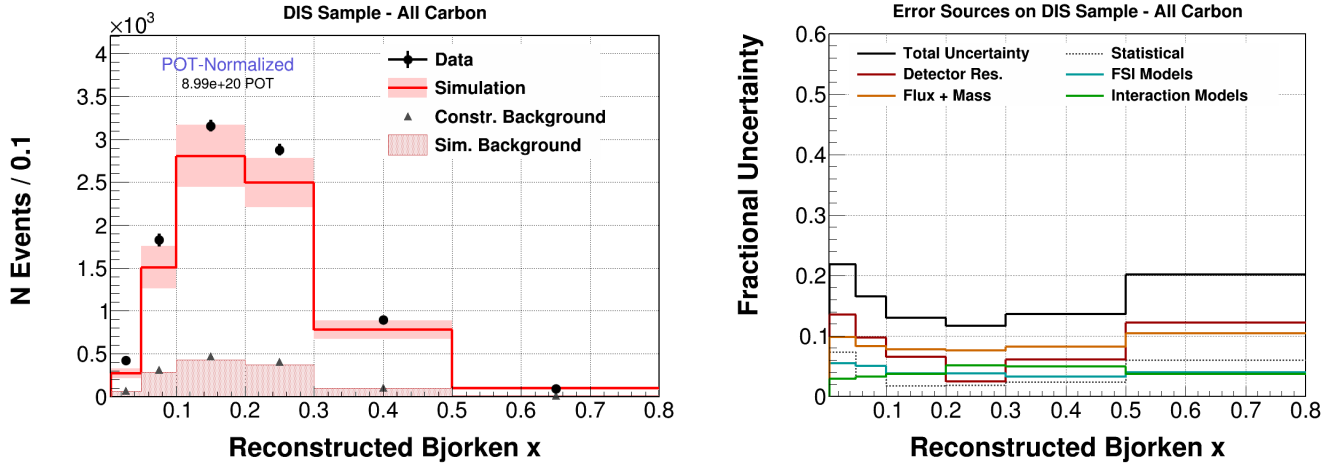 DIS Sample - All Carbon
×10³
N Events / 0.1
4
3.5
3
2.5
2
1.5
1
0.5
0
POT-Normalized
8.99e+20 POT
Data
Simulation
Constr. Background
Sim. Background
0.1 0.2 0.3 0.4 0.5 0.6 0.7 0.8
Reconstructed Bjorken x
Error Sources on DIS Sample - All Carbon
Fractional Uncertainty
0.6
0.5
0.4
0.3
0.2
0.1
0
Total Uncertainty
Detector Res.
Flux + Mass
Statistical
FSI Models
Interaction Models
0.1 0.2 0.3 0.4 0.5 0.6 0.7 0.8
Reconstructed Bjorken x